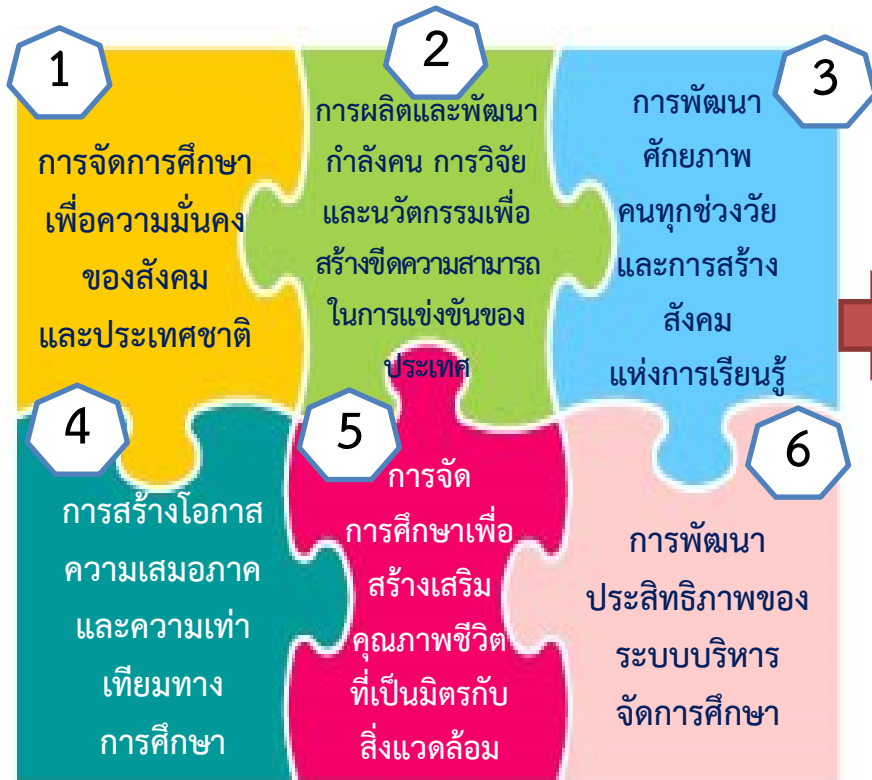 1
การจัดการศึกษา
เพื่อความมั่นคง
ของสังคม
และประเทศชาติ
2
การผลิตและพัฒนา
กำลังคน การวิจัย
และนวัตกรรมเพื่อ
สร้างขีดความสามารถ
ในการแข่งขันของ
ประเทศ
3
การพัฒนา
ศักยภาพ
คนทุกช่วงวัย
และการสร้าง
สังคม
แห่งการเรียนรู้
4
การสร้างโอกาส
ความเสมอภาค
และความเท่า
เทียมทาง
การศึกษา
5
การจัด
การศึกษาเพื่อ
สร้างเสริม
คุณภาพชีวิต
ที่เป็นมิตรกับ
สิ่งแวดล้อม
6
การพัฒนา
ประสิทธิภาพของ
ระบบบริหาร
จัดการศึกษา